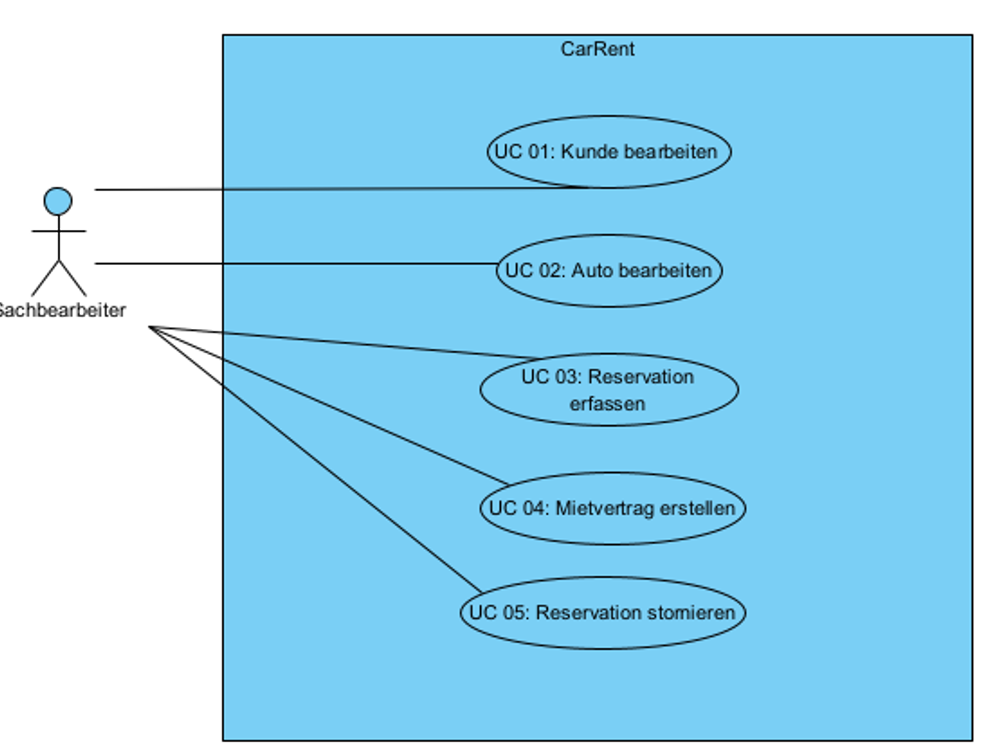 CarRent
UC 01: Kunde bearbeiten
UC 02: Auto bearbeiten
Sachbearbeiter
UC 03: Reservation
erfassen
UC 04: Mietvertrag erstellen
UC 05: Reservation stornieren